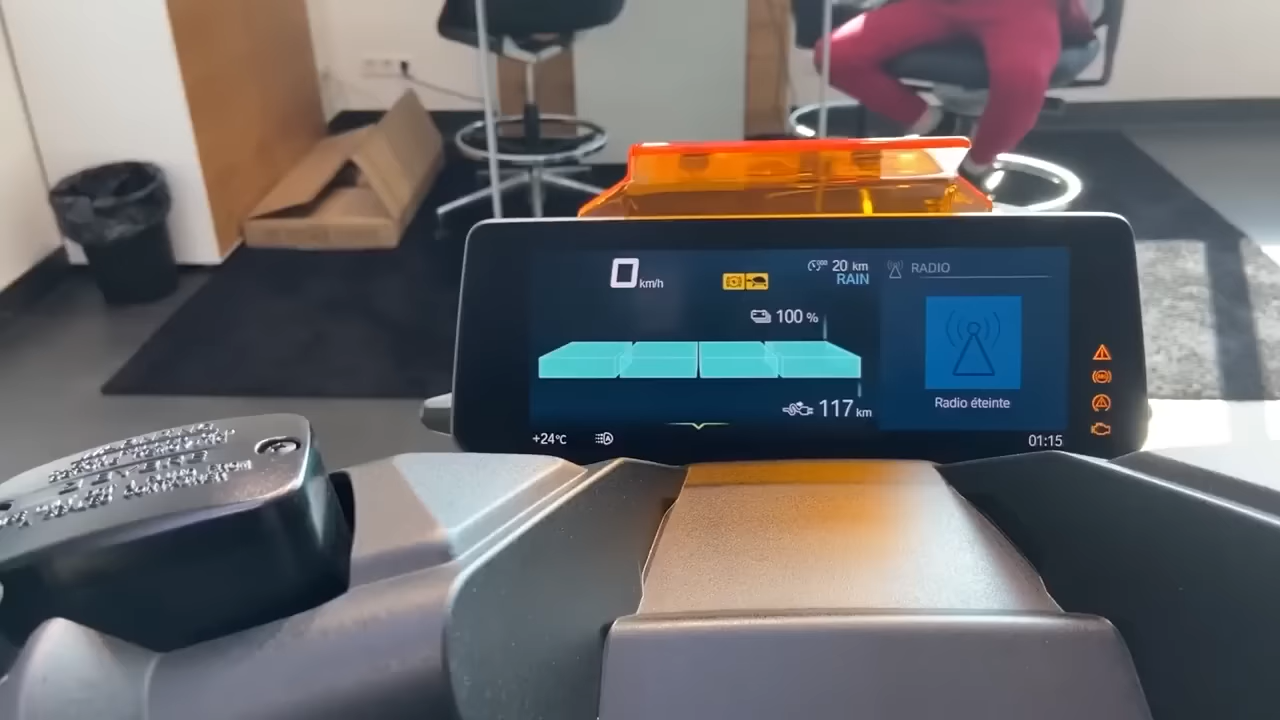 0 km/h
20 km
RAIN
RADIO
100 %
Radio éteinte
117 km
+24°C
01:15